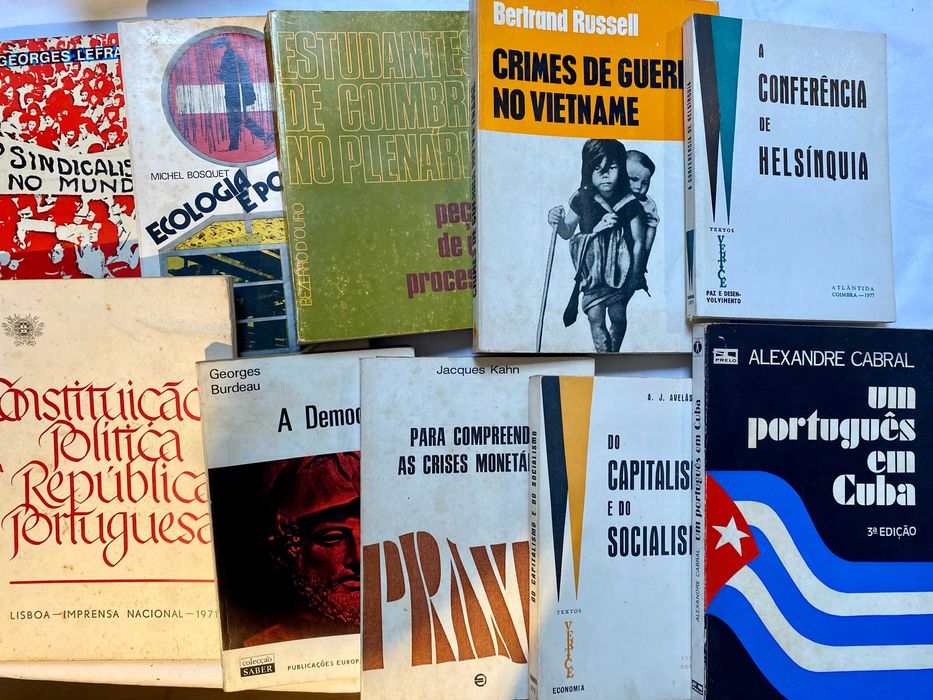 GEORGES LEFRA
O SINDICALIS
NO MUND
MICHEL BOSQUET
ECOLOGIA E PO
ESTUDANTES
DE COIMBR
NO PLENÁRI
peç
de
proces
BEZERRO D'OURO
Bertrand Russell
CRIMES DE GUERR
NO VIETNAME
A CONFERÊNCIA DE HELSÍNQUIA
A
CONFERÊNCIA
DE
HELSÍNQUIA
TEXTOS
VÉRTICE
PAZ E DESEN-
VOLVIMENTO
ATLÂNTIDA
COIMBRA — 1977
Constituição
Política
República
Portuguesa
LISBOA — IMPRENSA NACIONAL — 1971
Georges
Burdeau
A Democ
colecção
SABER
PUBLICAÇÕES EUROPA
Jacques Kahn
PARA COMPREEND
AS CRISES MONETÁ
PRAX
DO CAPITALISMO E DO SOCIALISMO
A. J. AVELÃS
DO
CAPITALIS
E DO
SOCIALISM
TEXTOS
VÉRTICE
ECONOMIA
ALEXANDRE CABRAL um português em Cuba
PRELO
ALEXANDRE CABRAL
um
português
em
Cuba
3ª EDIÇÃO